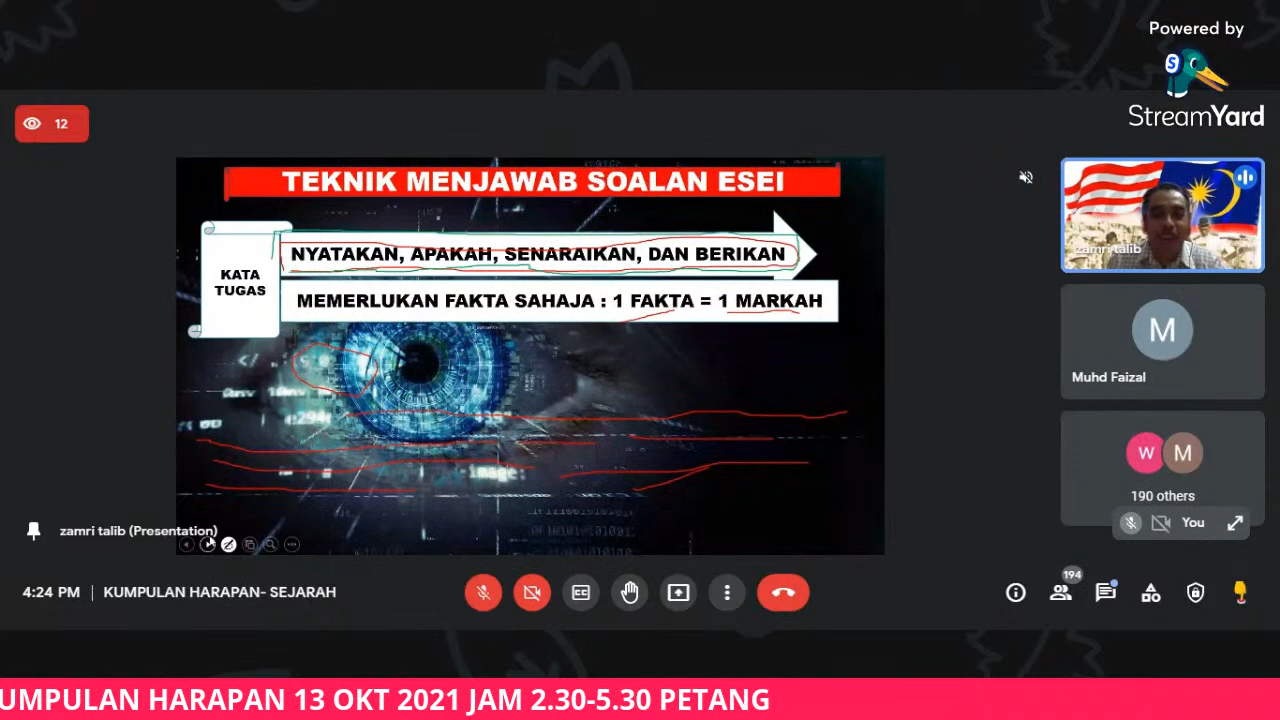 Powered by
S
StreamYard
12
TEKNIK MENJAWAB SOALAN ESEI
KATA
TUGAS
NYATAKAN, APAKAH, SENARAIKAN, DAN BERIKAN
MEMERLUKAN FAKTA SAHAJA : 1 FAKTA = 1 MARKAH
zamri talib
M
Muhd Faizal
W
M
190 others
You
zamri talib (Presentation)
4:24 PM | KUMPULAN HARAPAN- SEJARAH
194
UMPULAN HARAPAN 13 OKT 2021 JAM 2.30-5.30 PETANG